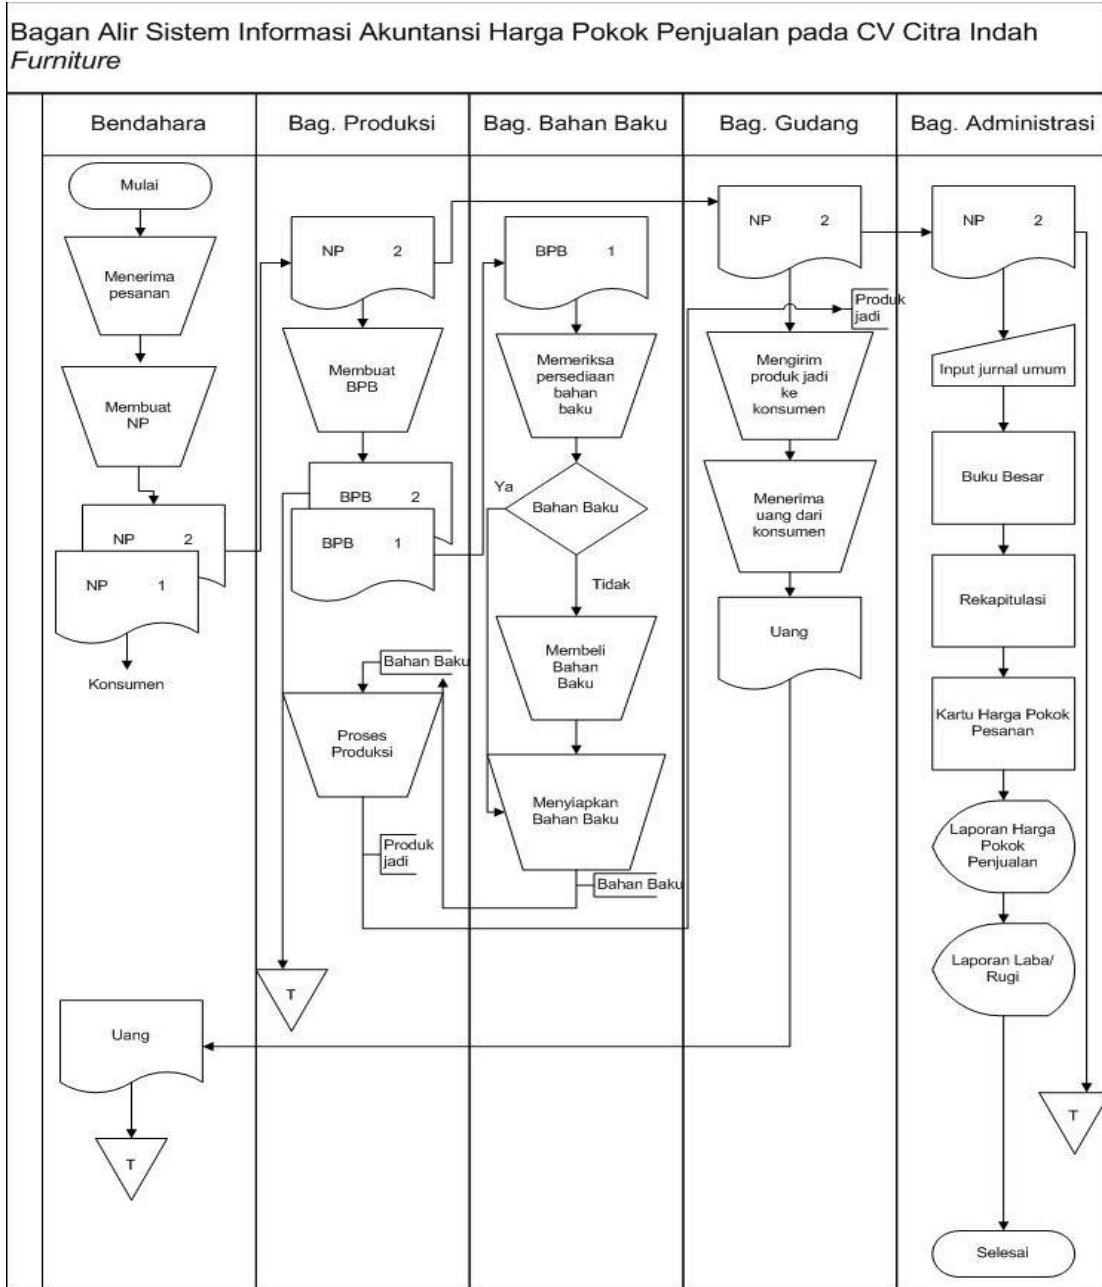 Bagan Alir Sistem Informasi Akuntansi Harga Pokok Penjualan pada CV Citra Indah
Furniture
Bendahara
Bag. Produksi
Bag. Bahan Baku
Bag. Gudang
Bag. Administrasi
Mulai
Menerima
pesanan
Membuat
NP
NP 2
NP 1
Konsumen
Uang
T
NP 2
Membuat
BPB
BPB 2
BPB 1
Bahan Baku
Proses
Produksi
Produk
jadi
T
BPB 1
Memeriksa
persediaan
bahan
baku
Ya
Bahan Baku
Tidak
Membeli
Bahan
Baku
Menyiapkan
Bahan Baku
Bahan Baku
NP 2
Produk
jadi
Mengirim
produk jadi
ke
konsumen
Menerima
uang dari
konsumen
Uang
NP 2
Input jurnal umum
Buku Besar
Rekapitulasi
Kartu Harga Pokok
Pesanan
Laporan Harga
Pokok
Penjualan
Laporan Laba/
Rugi
T
Selesai